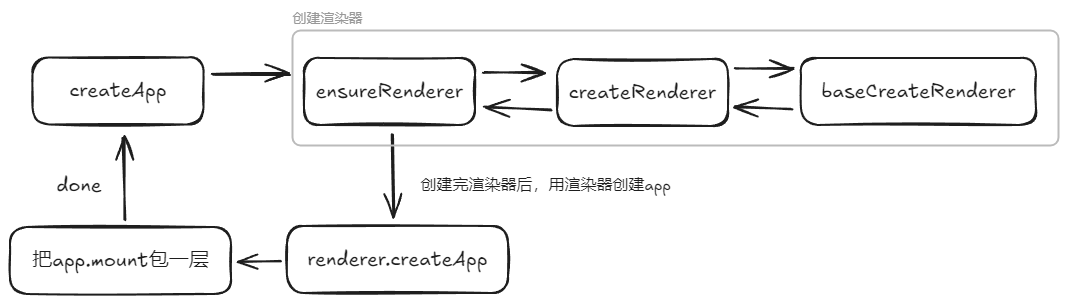 创建渲染器
createApp
ensureRenderer
createRenderer
baseCreateRenderer
done
创建完渲染器后，用渲染器创建app
把app.mount包一层
renderer.createApp